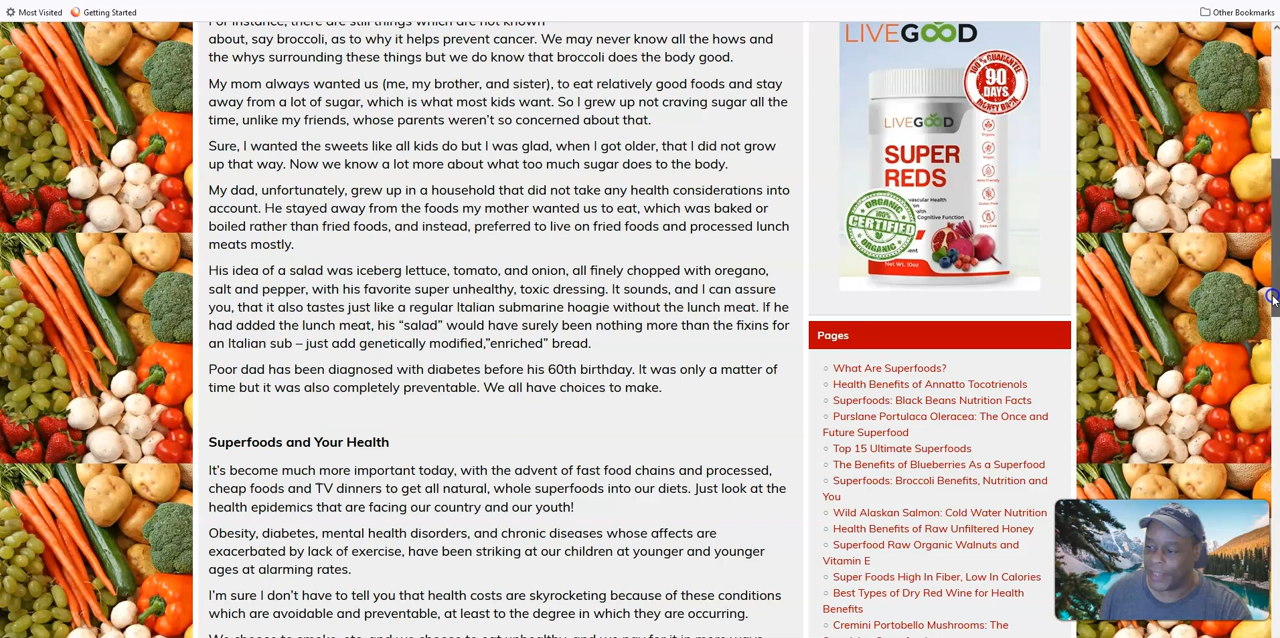 Most Visited
Getting Started
Other Bookmarks
For instance, there are still things which are not known
about, say broccoli, as to why it helps prevent cancer. We may never know all the hows and
the whys surrounding these things but we do know that broccoli does the body good.
My mom always wanted us (me, my brother, and sister), to eat relatively good foods and stay
away from a lot of sugar, which is what most kids want. So I grew up not craving sugar all the
time, unlike my friends, whose parents weren’t so concerned about that.
Sure, I wanted the sweets like all kids do but I was glad, when I got older, that I did not grow
up that way. Now we know a lot more about what too much sugar does to the body.
My dad, unfortunately, grew up in a household that did not take any health considerations into
account. He stayed away from the foods my mother wanted us to eat, which was baked or
boiled rather than fried foods, and instead, preferred to live on fried foods and processed lunch
meats mostly.
His idea of a salad was iceberg lettuce, tomato, and onion, all finely chopped with oregano,
salt and pepper, with his favorite super unhealthy, toxic dressing. It sounds, and I can assure
you, that it also tastes just like a regular Italian submarine hoagie without the lunch meat. If he
had added the lunch meat, his “salad” would have surely been nothing more than the fixins for
an Italian sub – just add genetically modified,”enriched” bread.
Poor dad has been diagnosed with diabetes before his 60th birthday. It was only a matter of
time but it was also completely preventable. We all have choices to make.
Superfoods and Your Health
It’s become much more important today, with the advent of fast food chains and processed,
cheap foods and TV dinners to get all natural, whole superfoods into our diets. Just look at the
health epidemics that are facing our country and our youth!
Obesity, diabetes, mental health disorders, and chronic diseases whose affects are
exacerbated by lack of exercise, have been striking at our children at younger and younger
ages at alarming rates.
I’m sure I don’t have to tell you that health costs are skyrocketing because of these conditions
which are avoidable and preventable, at least to the degree in which they are occurring.
LIVEGOOD
100% GUARANTEE
90
DAYS
MONEY BACK
LIVEGOOD
SUPER
REDS
Cognitive Function
ORGANIC
100%
CERTIFIED
ORGANIC
Net Wt. 10oz
Pages
What Are Superfoods?
Health Benefits of Annatto Tocotrienols
Superfoods: Black Beans Nutrition Facts
Purslane Portulaca Oleracea: The Once and
Future Superfood
Top 15 Ultimate Superfoods
The Benefits of Blueberries As a Superfood
Superfoods: Broccoli Benefits, Nutrition and
You
Wild Alaskan Salmon: Cold Water Nutrition
Health Benefits of Raw Unfiltered Honey
Superfood Raw Organic Walnuts and
Vitamin E
Super Foods High In Fiber, Low In Calories
Best Types of Dry Red Wine for Health
Benefits
Cremini Portobello Mushrooms: The